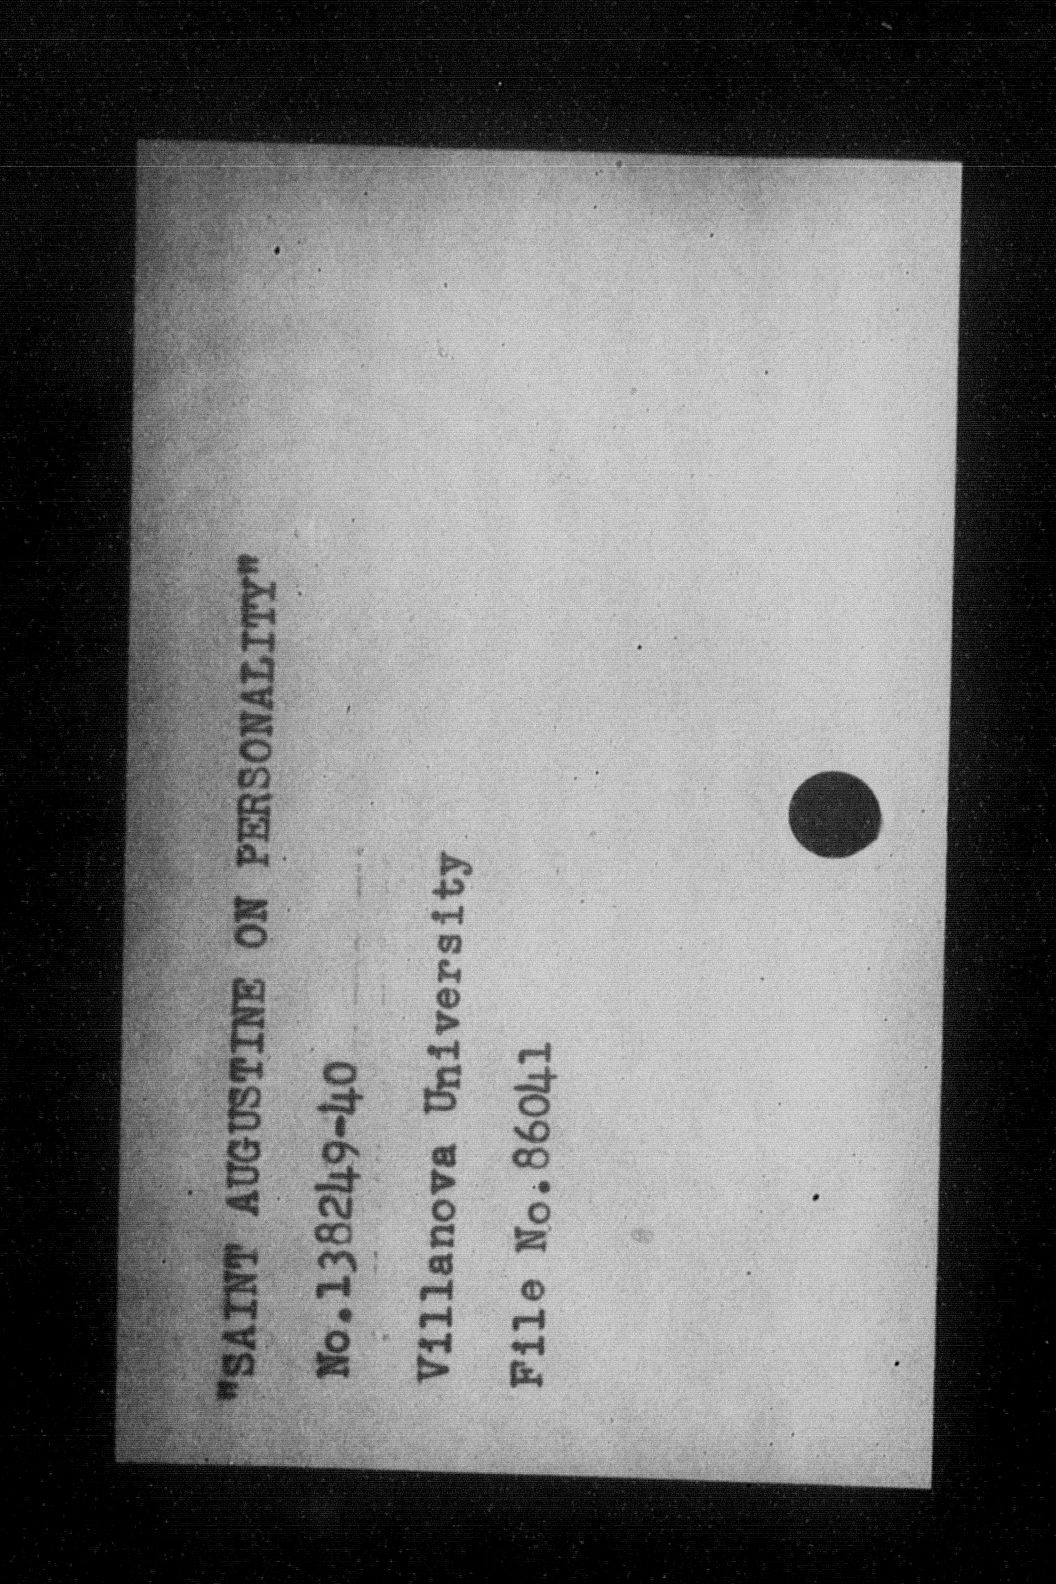 "SAINT AUGUSTINE ON PERSONALITY"
No.138249-40
Villanova University
File No.86041